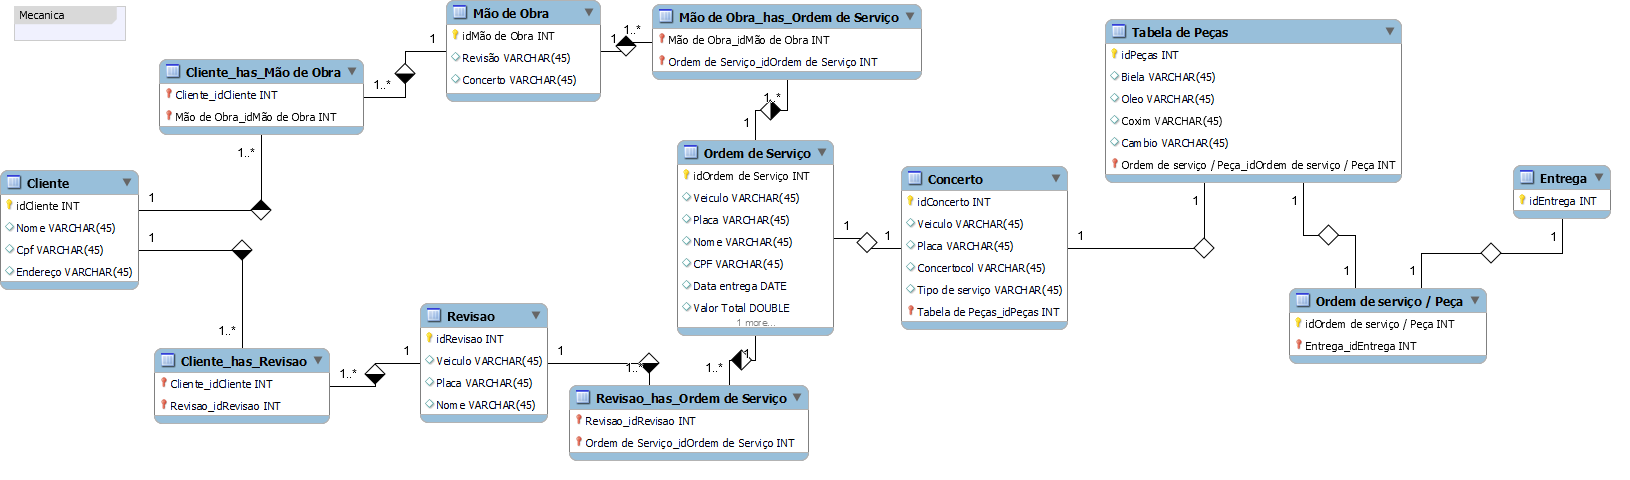 Mecanica
Mão de Obra
idMão de Obra INT
Revisão VARCHAR(45)
Concerto VARCHAR(45)
1
1..*
1
1..*
Mão de Obra_has_Ordem de Serviço
Mão de Obra_idMão de Obra INT
Ordem de Serviço_idOrdem de Serviço INT
1..*
1
Cliente_has_Mão de Obra
Cliente_idCliente INT
Mão de Obra_idMão de Obra INT
1..*
1
Cliente
idCliente INT
Nome VARCHAR(45)
Cpf VARCHAR(45)
Endereço VARCHAR(45)
1
1..*
Cliente_has_Revisao
Cliente_idCliente INT
Revisao_idRevisao INT
1..*
1
Revisao
idRevisao INT
Veiculo VARCHAR(45)
Placa VARCHAR(45)
Nome VARCHAR(45)
1
1..*
Revisao_has_Ordem de Serviço
Revisao_idRevisao INT
Ordem de Serviço_idOrdem de Serviço INT
1..*
1
Ordem de Serviço
idOrdem de Serviço INT
Veiculo VARCHAR(45)
Placa VARCHAR(45)
Nome VARCHAR(45)
CPF VARCHAR(45)
Data entrega DATE
Valor Total DOUBLE
1 more...
1
1
Concerto
idConcerto INT
Veiculo VARCHAR(45)
Placa VARCHAR(45)
Concertocol VARCHAR(45)
Tipo de serviço VARCHAR(45)
Tabela de Peças_idPeças INT
1
1
Tabela de Peças
idPeças INT
Biela VARCHAR(45)
Oleo VARCHAR(45)
Coxim VARCHAR(45)
Cambio VARCHAR(45)
Ordem de serviço / Peça_idOrdem de serviço / Peça INT
1
1
Ordem de serviço / Peça
idOrdem de serviço / Peça INT
Entrega_idEntrega INT
1
1
Entrega
idEntrega INT